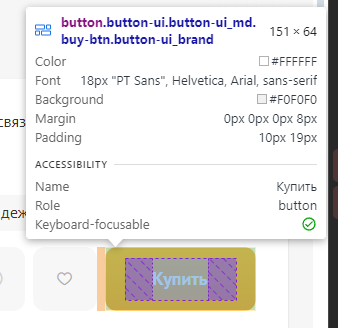 button.button-ui.button-ui_md.
buy-btn.button-ui_brand
151 × 64
Color #FFFFFF
Font 18px "PT Sans", Helvetica, Arial, sans-serif
Background #F0F0F0
Margin 0px 0px 0px 8px
Padding 10px 19px
ACCESSIBILITY
Name Купить
Role button
Keyboard-focusable
связ
деж
Купить